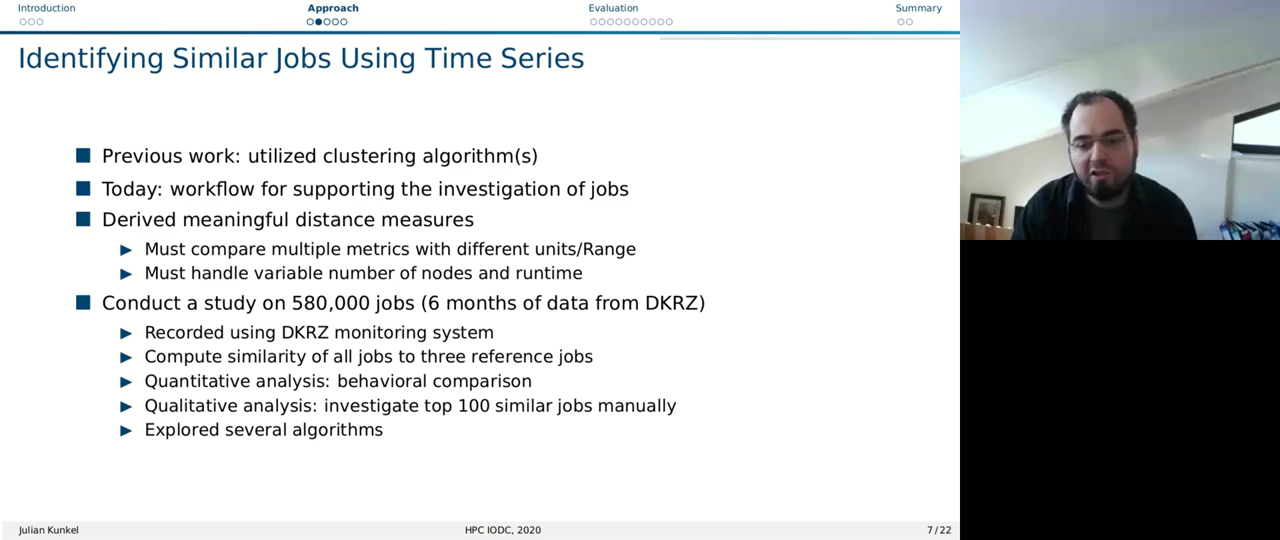 Introduction
Approach
Evaluation
Summary
Identifying Similar Jobs Using Time Series
Previous work: utilized clustering algorithm(s)
Today: workflow for supporting the investigation of jobs
Derived meaningful distance measures
Must compare multiple metrics with different units/Range
Must handle variable number of nodes and runtime
Conduct a study on 580,000 jobs (6 months of data from DKRZ)
Recorded using DKRZ monitoring system
Compute similarity of all jobs to three reference jobs
Quantitative analysis: behavioral comparison
Qualitative analysis: investigate top 100 similar jobs manually
Explored several algorithms
Julian Kunkel
HPC IODC, 2020
7 / 22